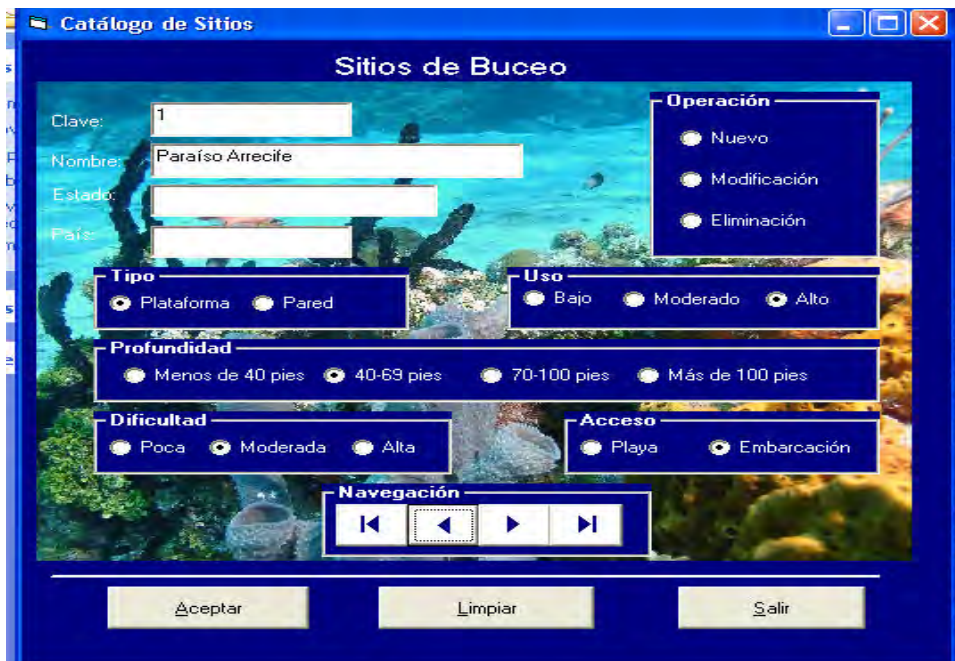 Catálogo de Sitios
Sitios de Buceo
Clave: 1
Nombre: Paraíso Arrecife
Estado:
País:
Operación
Nuevo
Modificación
Eliminación
Tipo
Plataforma Pared
Uso
Bajo Moderado Alto
Profundidad
Menos de 40 pies 40-69 pies 70-100 pies Más de 100 pies
Dificultad
Poca Moderada Alta
Acceso
Playa Embarcación
Navegación
Aceptar Limpiar Salir